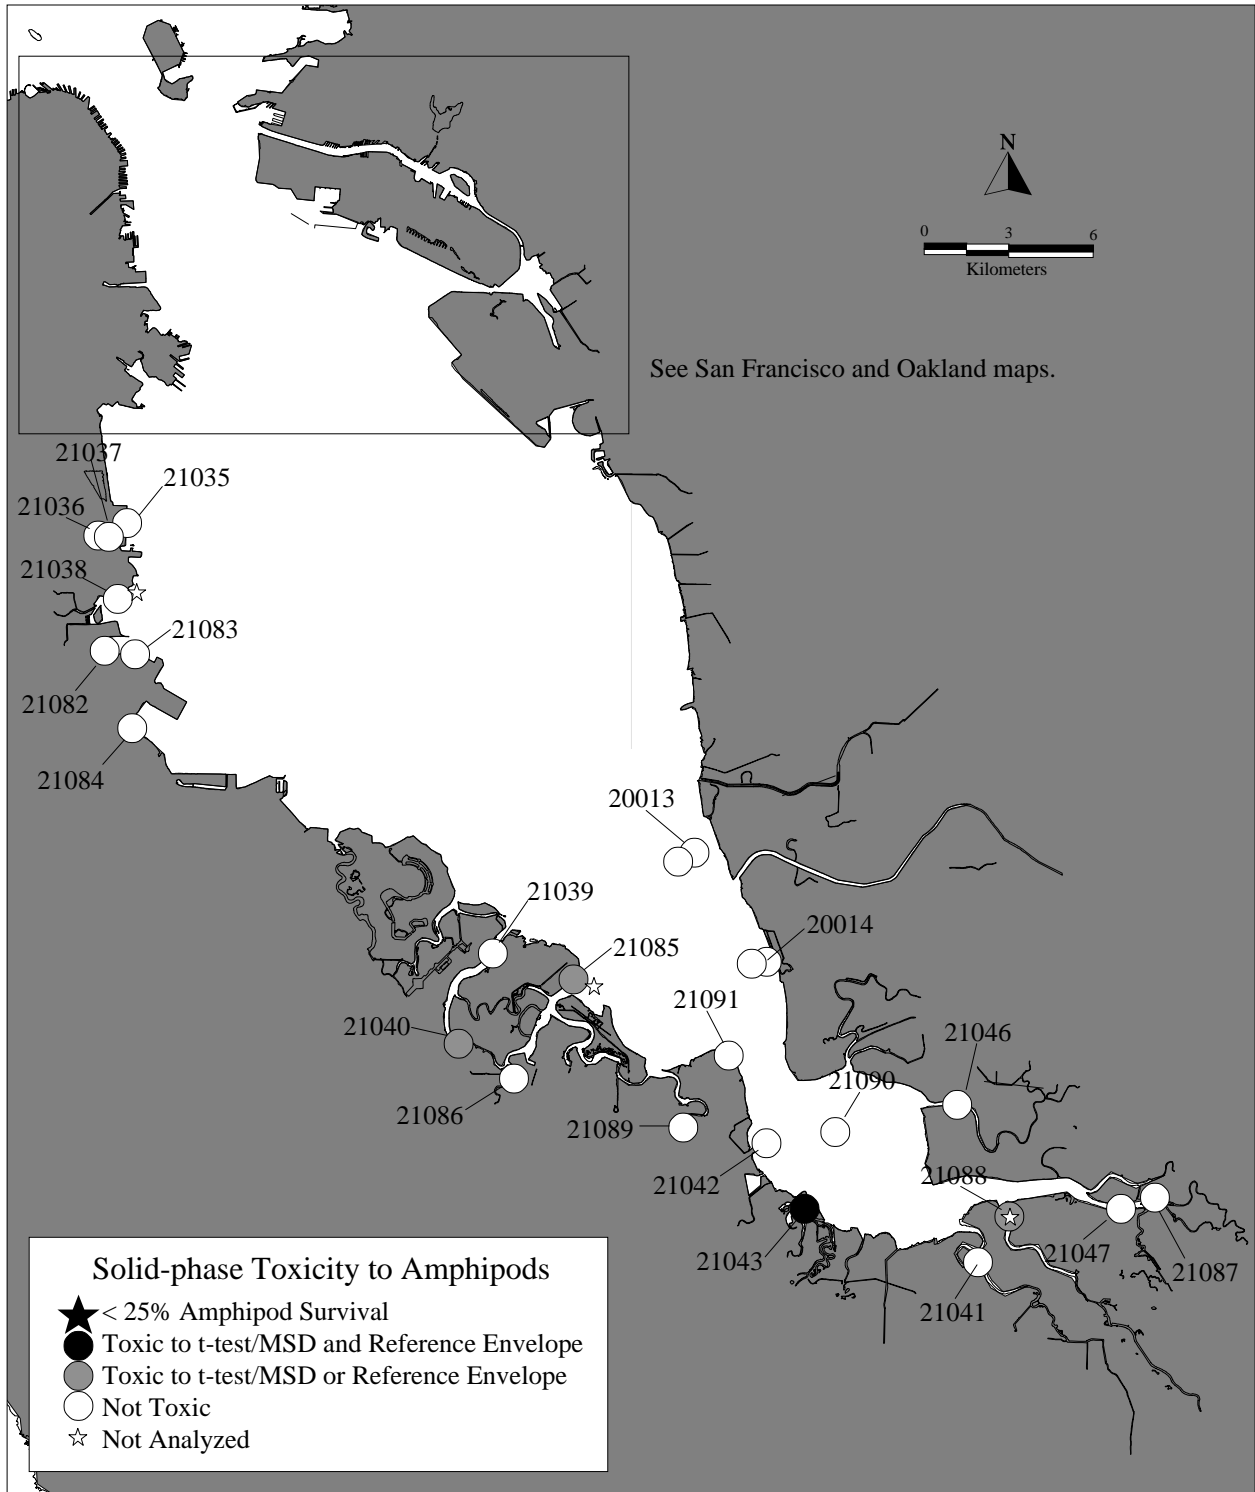 N
0 3 6
Kilometers
See San Francisco and Oakland maps.
21037
21035
21036
21038
21083
21082
21084
20013
21039
20014
21085
21091
21040
21046
21090
21086
21089
21088
21042
21043
21047
21087
21041
Solid-phase Toxicity to Amphipods
< 25% Amphipod Survival
Toxic to t-test/MSD and Reference Envelope
Toxic to t-test/MSD or Reference Envelope
Not Toxic
Not Analyzed